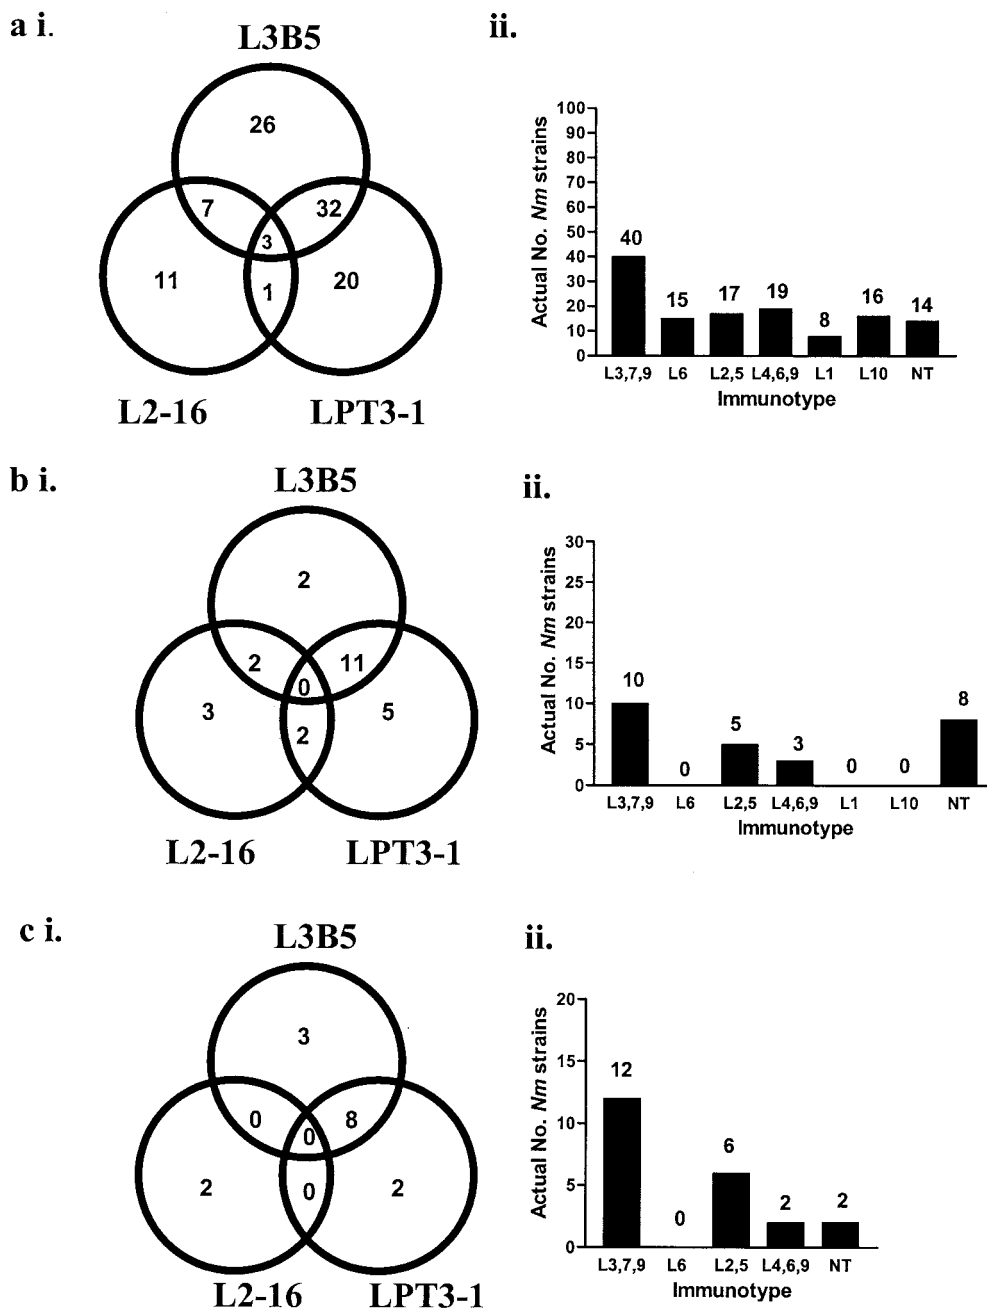 a i.
L3B5
26
7
32
3
11
1
20
L2-16
LPT3-1
ii.
Actual No. Nm strains
100
90
80
70
60
50
40
30
20
10
0
40
15
17
19
8
16
14
L3,7,9 L6 L2,5 L4,6,9 L1 L10 NT
Immunotype
b i.
L3B5
2
2
11
0
3
2
5
L2-16
LPT3-1
ii.
Actual No. Nm strains
30
25
20
15
10
5
0
10
0
5
3
0
0
8
L3,7,9 L6 L2,5 L4,6,9 L1 L10 NT
Immunotype
c i.
L3B5
3
0
8
0
2
0
2
L2-16
LPT3-1
ii.
Actual No. Nm strains
20
15
10
5
0
12
0
6
2
2
L3,7,9 L6 L2,5 L4,6,9 NT
Immunotype